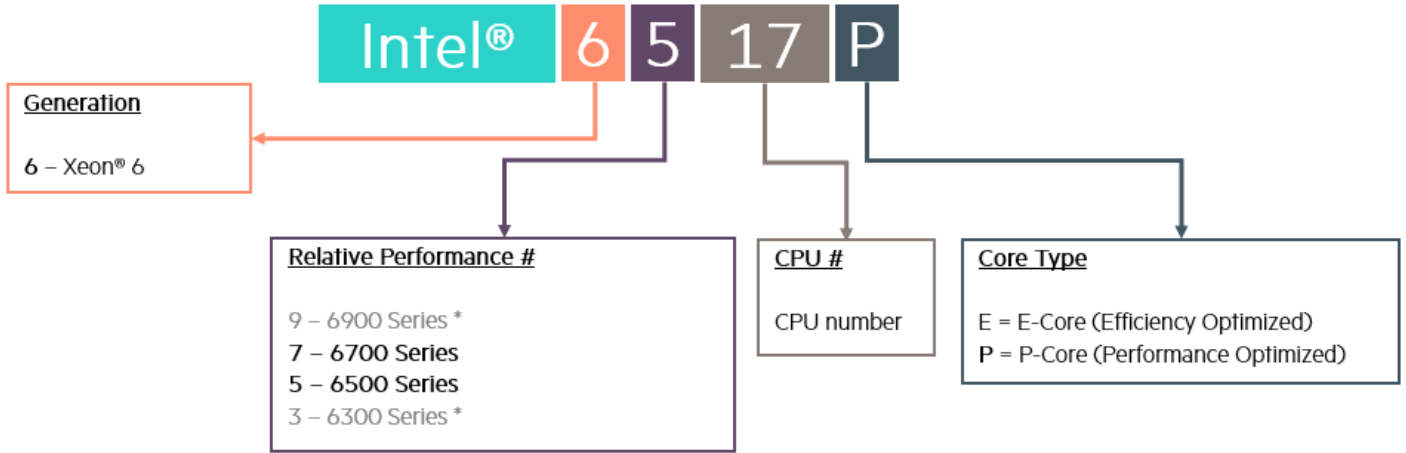 Intel® 6 5 17 P
Generation
6 – Xeon® 6
Relative Performance #
9 – 6900 Series *
7 – 6700 Series
5 – 6500 Series
3 – 6300 Series *
CPU #
CPU number
Core Type
E = E-Core (Efficiency Optimized)
P = P-Core (Performance Optimized)